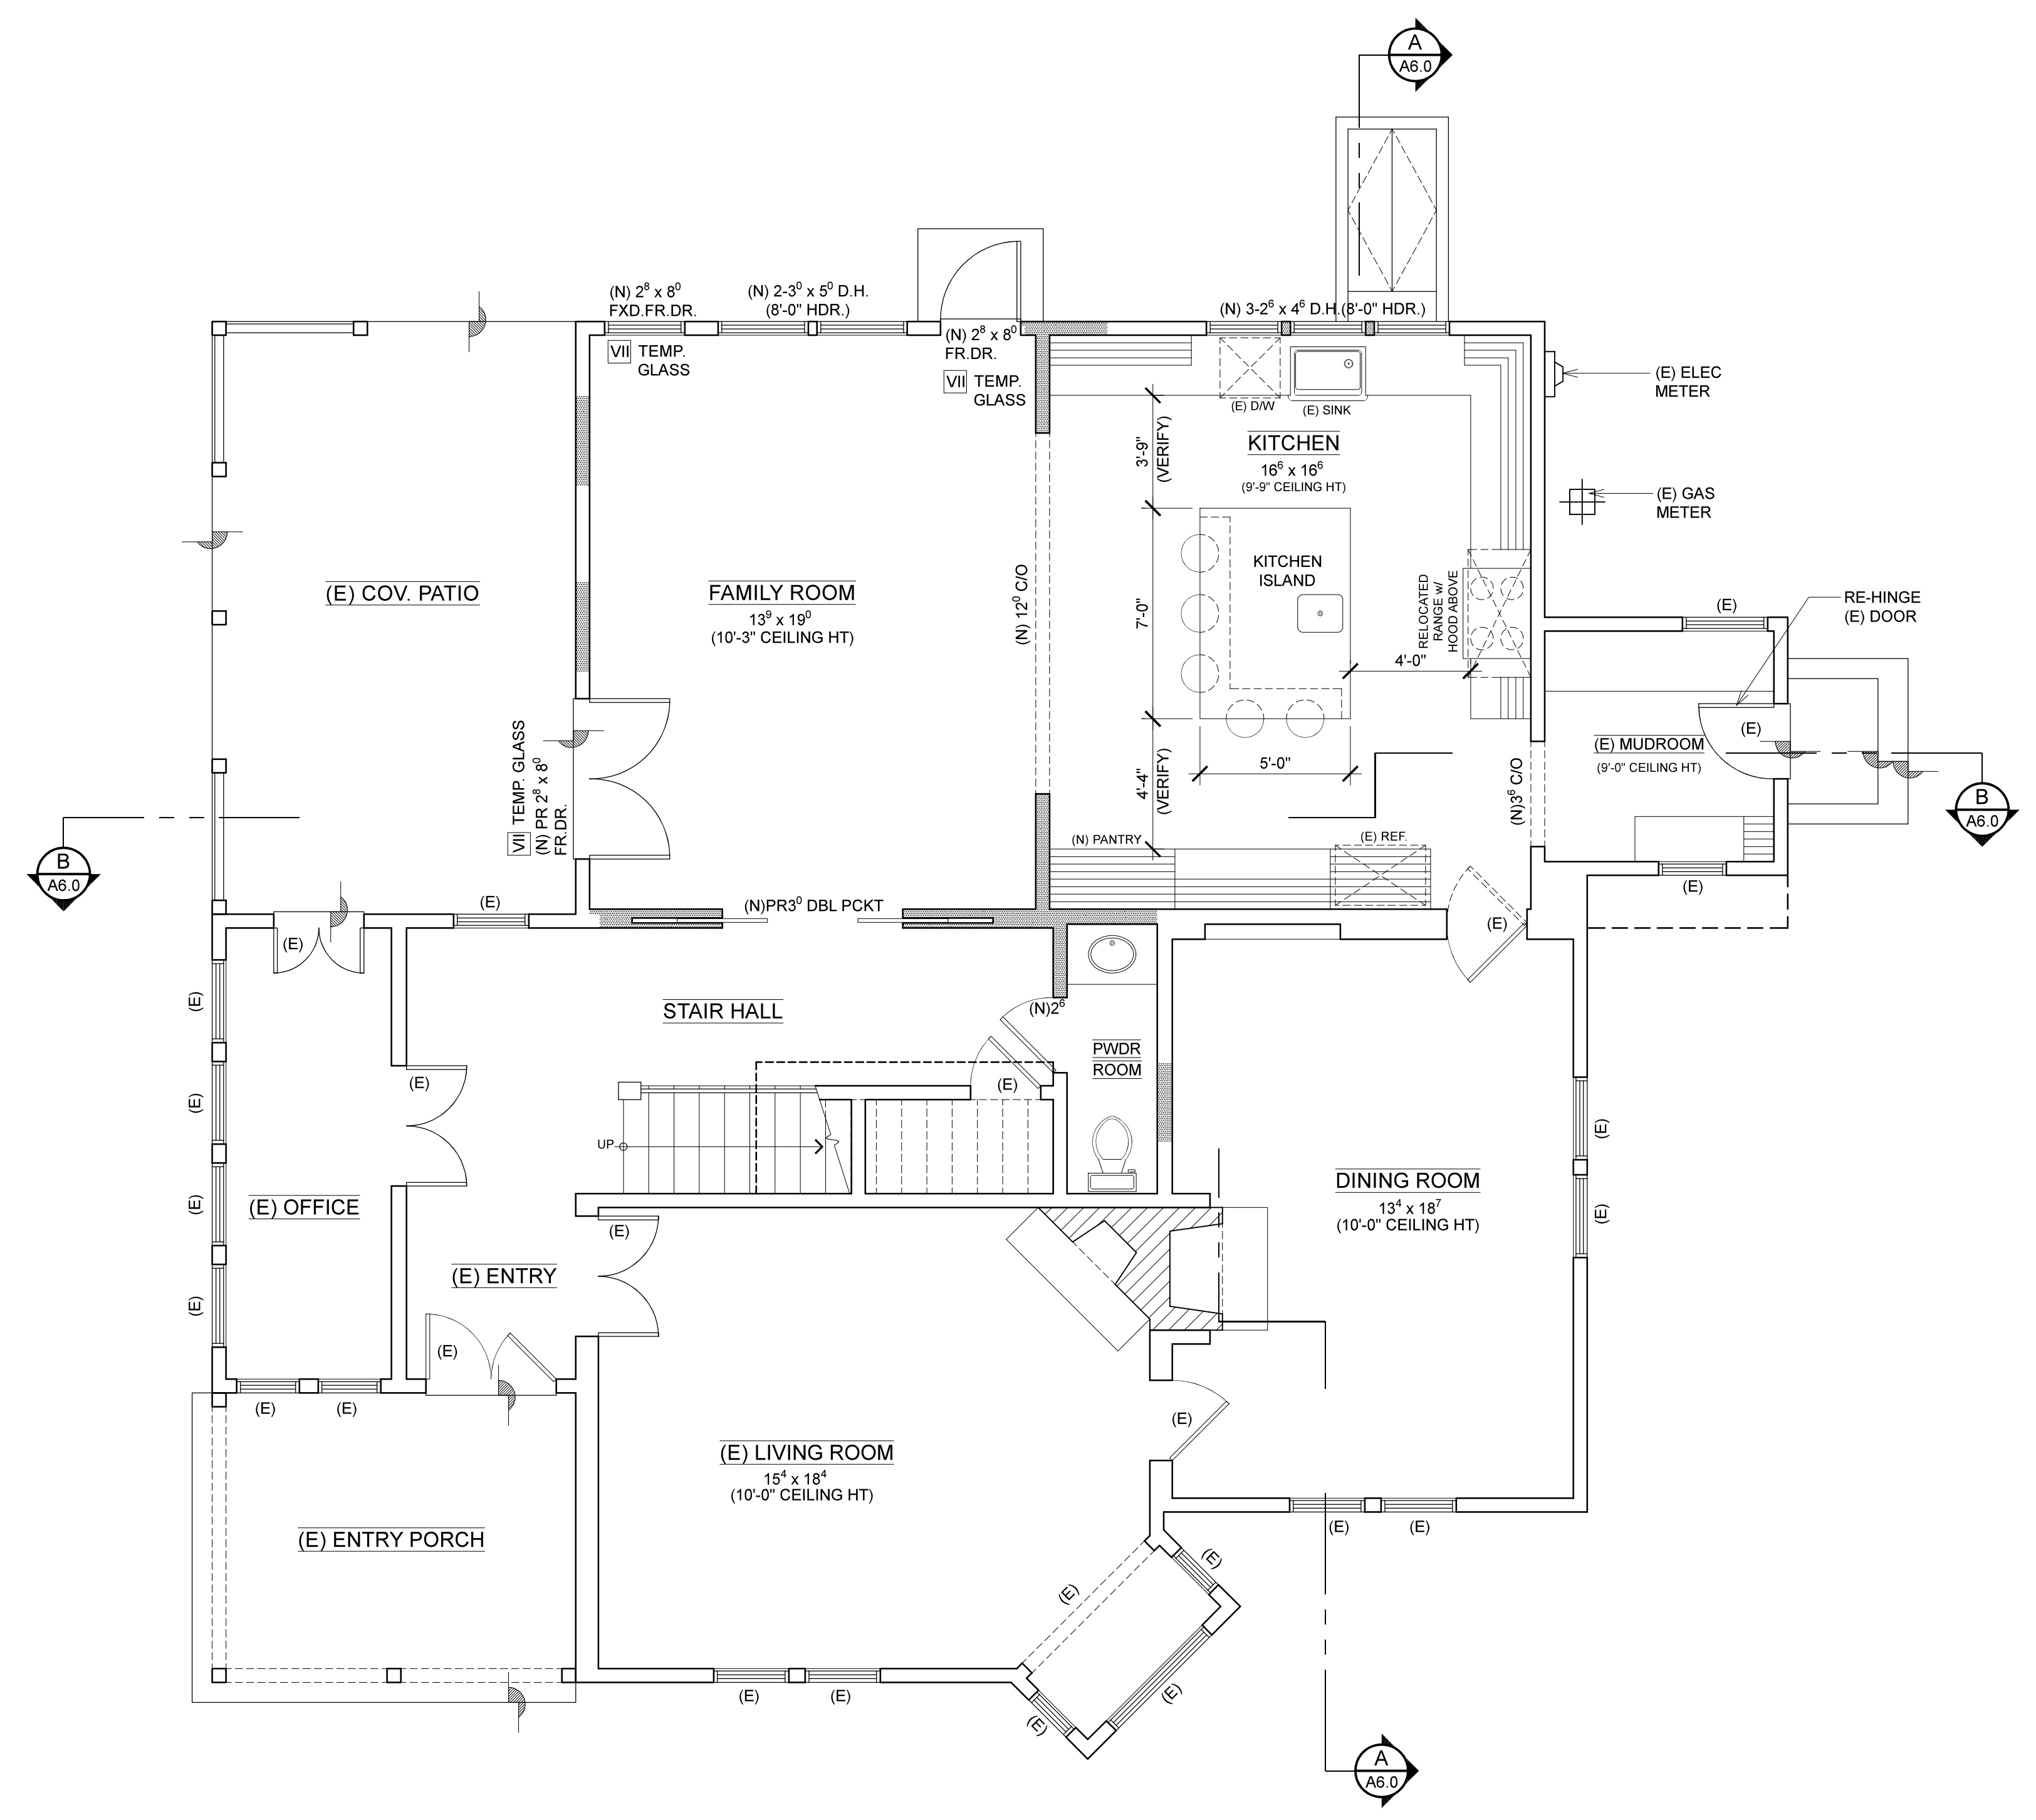 A
A6.0
(N) 2⁸ x 8⁰
FXD.FR.DR.
(N) 2-3⁰ x 5⁰ D.H.
(8'-0" HDR.)
(N) 3-2⁶ x 4⁶ D.H.(8'-0" HDR.)
VII TEMP.
GLASS
(N) 2⁸ x 8⁰
FR.DR.
VII TEMP.
GLASS
(E) D/W
(E) SINK
(E) ELEC
METER
KITCHEN
16⁶ x 16⁶
(9'-9" CEILING HT)
3'-9"
(VERIFY)
(E) GAS
METER
(E) COV. PATIO
FAMILY ROOM
13⁹ x 19⁰
(10'-3" CEILING HT)
(N) 12⁰ C/O
7'-0"
KITCHEN
ISLAND
RELOCATED
RANGE w/
HOOD ABOVE
4'-0"
(E)
RE-HINGE
(E) DOOR
(E)
(E) MUDROOM
(9'-0" CEILING HT)
VII TEMP. GLASS
(N) PR 2⁸ x 8⁰
FR.DR.
5'-0"
4'-4"
(VERIFY)
(N)3⁶ C/O
B
A6.0
B
A6.0
(N) PANTRY
(E) REF.
(E)
(E)
(N)PR3⁰ DBL PCKT
(E)
(E)
(E)
STAIR HALL
(N)2⁶
PWDR
ROOM
(E)
(E)
(E)
(E)
UP
(E)
(E)
(E) OFFICE
(E)
DINING ROOM
13⁴ x 18⁷
(10'-0" CEILING HT)
(E)
(E) ENTRY
(E)
(E)
(E)
(E)
(E)
(E) LIVING ROOM
15⁴ x 18⁴
(10'-0" CEILING HT)
(E) ENTRY PORCH
(E)
(E)
(E)
(E)
(E)
(E)
(E)
(E)
A
A6.0